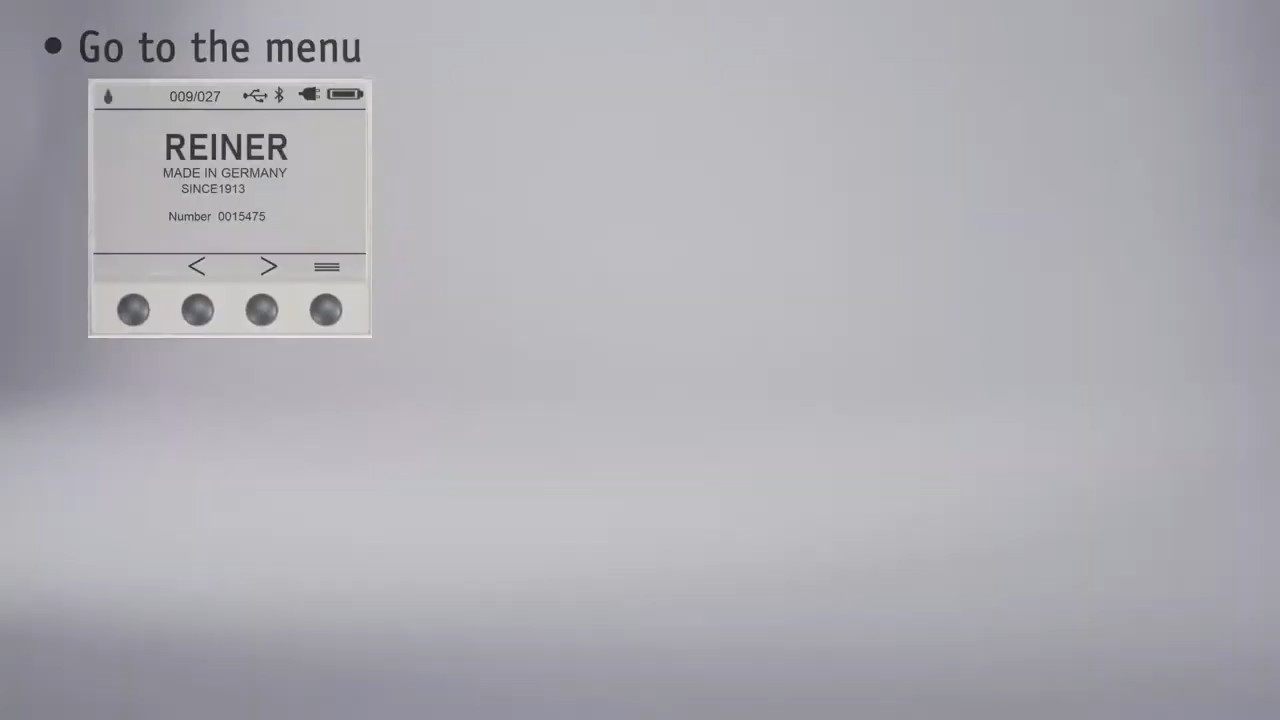 • Go to the menu
009/027
REINER
MADE IN GERMANY
SINCE1913
Number 0015475
< >